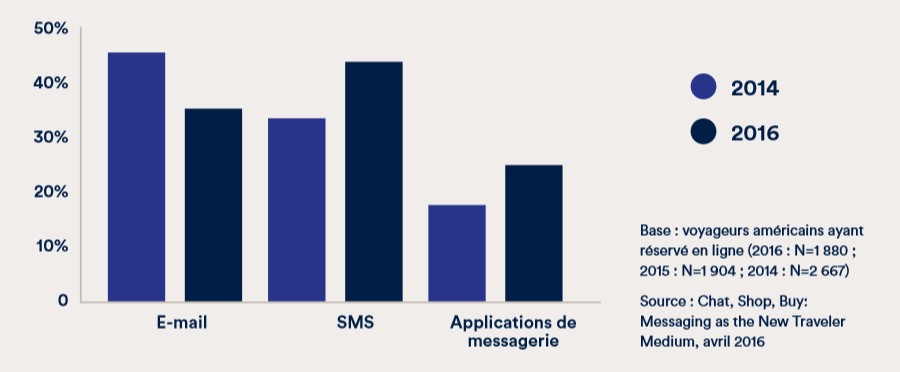 50%
40%
30%
20%
10%
0
E-mail
SMS
Applications de
messagerie
2014
2016
Base : voyageurs américains ayant
réservé en ligne (2016 : N=1 880 ;
2015 : N=1 904 ; 2014 : N=2 667)
Source : Chat, Shop, Buy:
Messaging as the New Traveler
Medium, avril 2016